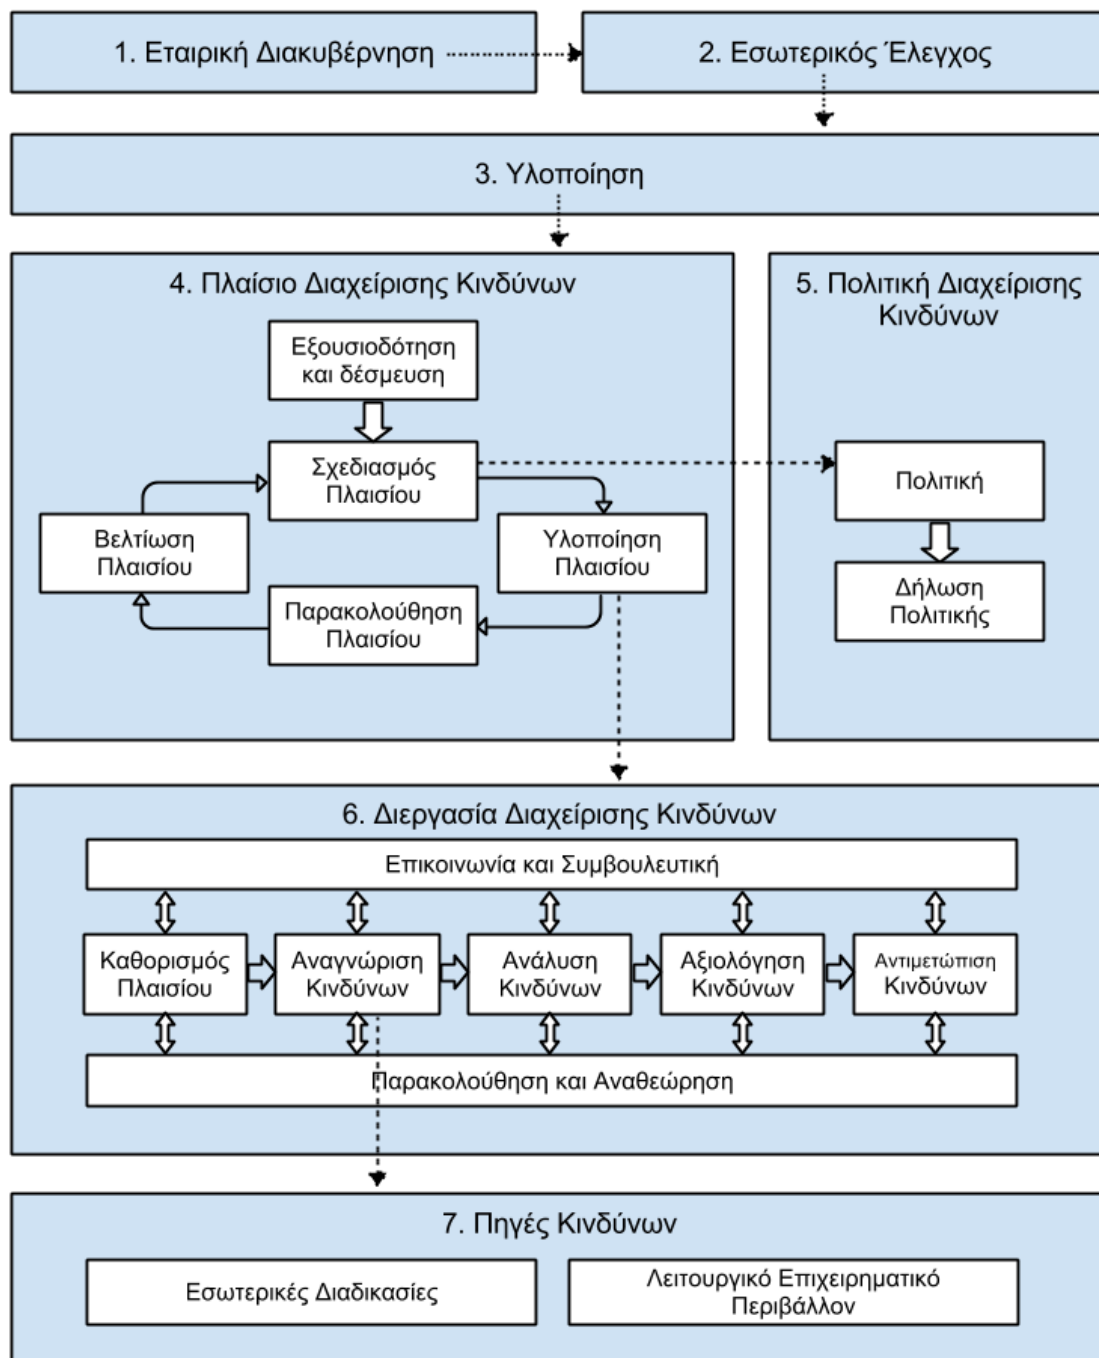 1. Εταιρική Διακυβέρνηση
2. Εσωτερικός Έλεγχος
3. Υλοποίηση
4. Πλαίσιο Διαχείρισης Κινδύνων
Εξουσιοδότηση
και δέσμευση
Σχεδιασμός
Πλαισίου
Βελτίωση
Πλαισίου
Υλοποίηση
Πλαισίου
Παρακολούθηση
Πλαισίου
5. Πολιτική Διαχείρισης
Κινδύνων
Πολιτική
Δήλωση
Πολιτικής
6. Διεργασία Διαχείρισης Κινδύνων
Επικοινωνία και Συμβουλευτική
Καθορισμός
Πλαισίου
Αναγνώριση
Κινδύνων
Ανάλυση
Κινδύνων
Αξιολόγηση
Κινδύνων
Αντιμετώπιση
Κινδύνων
Παρακολούθηση και Αναθεώρηση
7. Πηγές Κινδύνων
Εσωτερικές Διαδικασίες
Λειτουργικό Επιχειρηματικό
Περιβάλλον